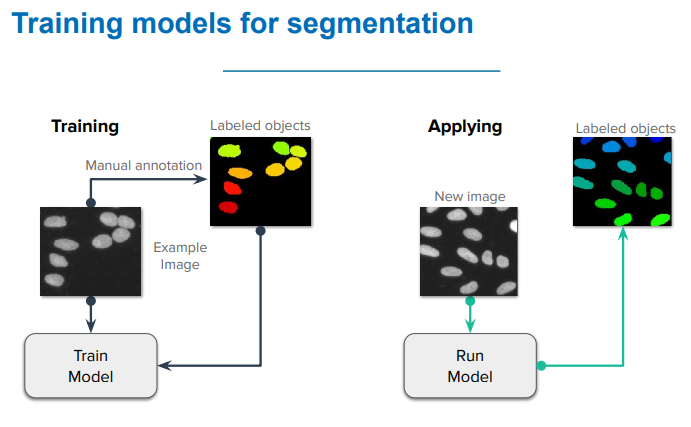 Training models for segmentation
Training
Labeled objects
Manual annotation
Example
Image
Train
Model
Applying
Labeled objects
New image
Run
Model